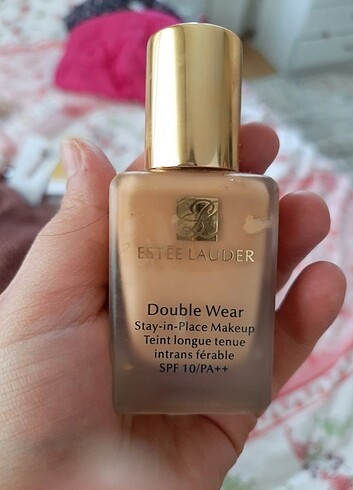 ESTĒE LAUDER
Double Wear
Stay-in-Place Makeup
Teint longue tenue
intrans férable
SPF 10/PA++